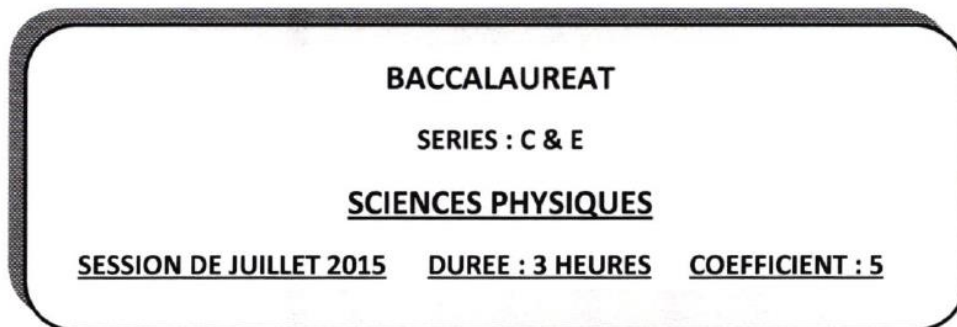 BACCALAUREAT
SERIES : C & E
SCIENCES PHYSIQUES
SESSION DE JUILLET 2015 DUREE : 3 HEURES COEFFICIENT : 5